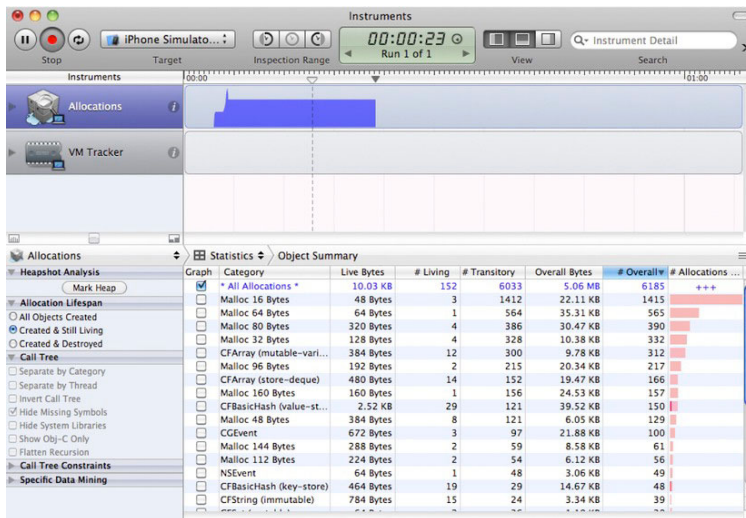 Instruments
iPhone Simulato...
00:00:23
Run 1 of 1
Instrument Detail
Stop Target Inspection Range View Search
Instruments 00:00 01:00
Allocations
VM Tracker
Allocations Statistics Object Summary
Heapshot Analysis
Mark Heap
Allocation Lifespan
All Objects Created
Created & Still Living
Created & Destroyed
Call Tree
Separate by Category
Separate by Thread
Invert Call Tree
Hide Missing Symbols
Hide System Libraries
Show Obj-C Only
Flatten Recursion
Call Tree Constraints
Specific Data Mining
Graph Category Live Bytes # Living # Transitory Overall Bytes # Overall # Allocations ...
* All Allocations * 10.03 KB 152 6033 5.06 MB 6185 +++
Malloc 16 Bytes 48 Bytes 3 1412 22.11 KB 1415
Malloc 64 Bytes 64 Bytes 1 564 35.31 KB 565
Malloc 80 Bytes 320 Bytes 4 386 30.47 KB 390
Malloc 32 Bytes 128 Bytes 4 328 10.38 KB 332
CFArray (mutable-vari... 384 Bytes 12 300 9.78 KB 312
Malloc 96 Bytes 192 Bytes 2 215 20.34 KB 217
CFArray (store-deque) 480 Bytes 14 152 19.47 KB 166
Malloc 160 Bytes 160 Bytes 1 156 24.53 KB 157
CFBasicHash (value-st... 2.52 KB 29 121 39.52 KB 150
Malloc 48 Bytes 384 Bytes 8 121 6.05 KB 129
CGEvent 672 Bytes 3 97 21.88 KB 100
Malloc 144 Bytes 288 Bytes 2 59 8.58 KB 61
Malloc 112 Bytes 224 Bytes 2 54 6.12 KB 56
NSEvent 64 Bytes 1 48 3.06 KB 49
CFBasicHash (key-store) 464 Bytes 19 29 14.67 KB 48
CFString (immutable) 784 Bytes 15 24 3.34 KB 39